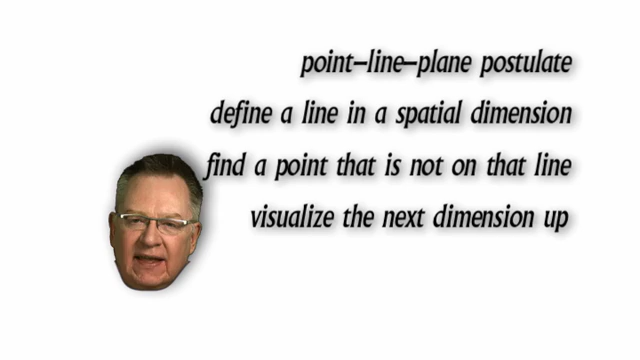 point–line–plane postulate
define a line in a spatial dimension
find a point that is not on that line
visualize the next dimension up